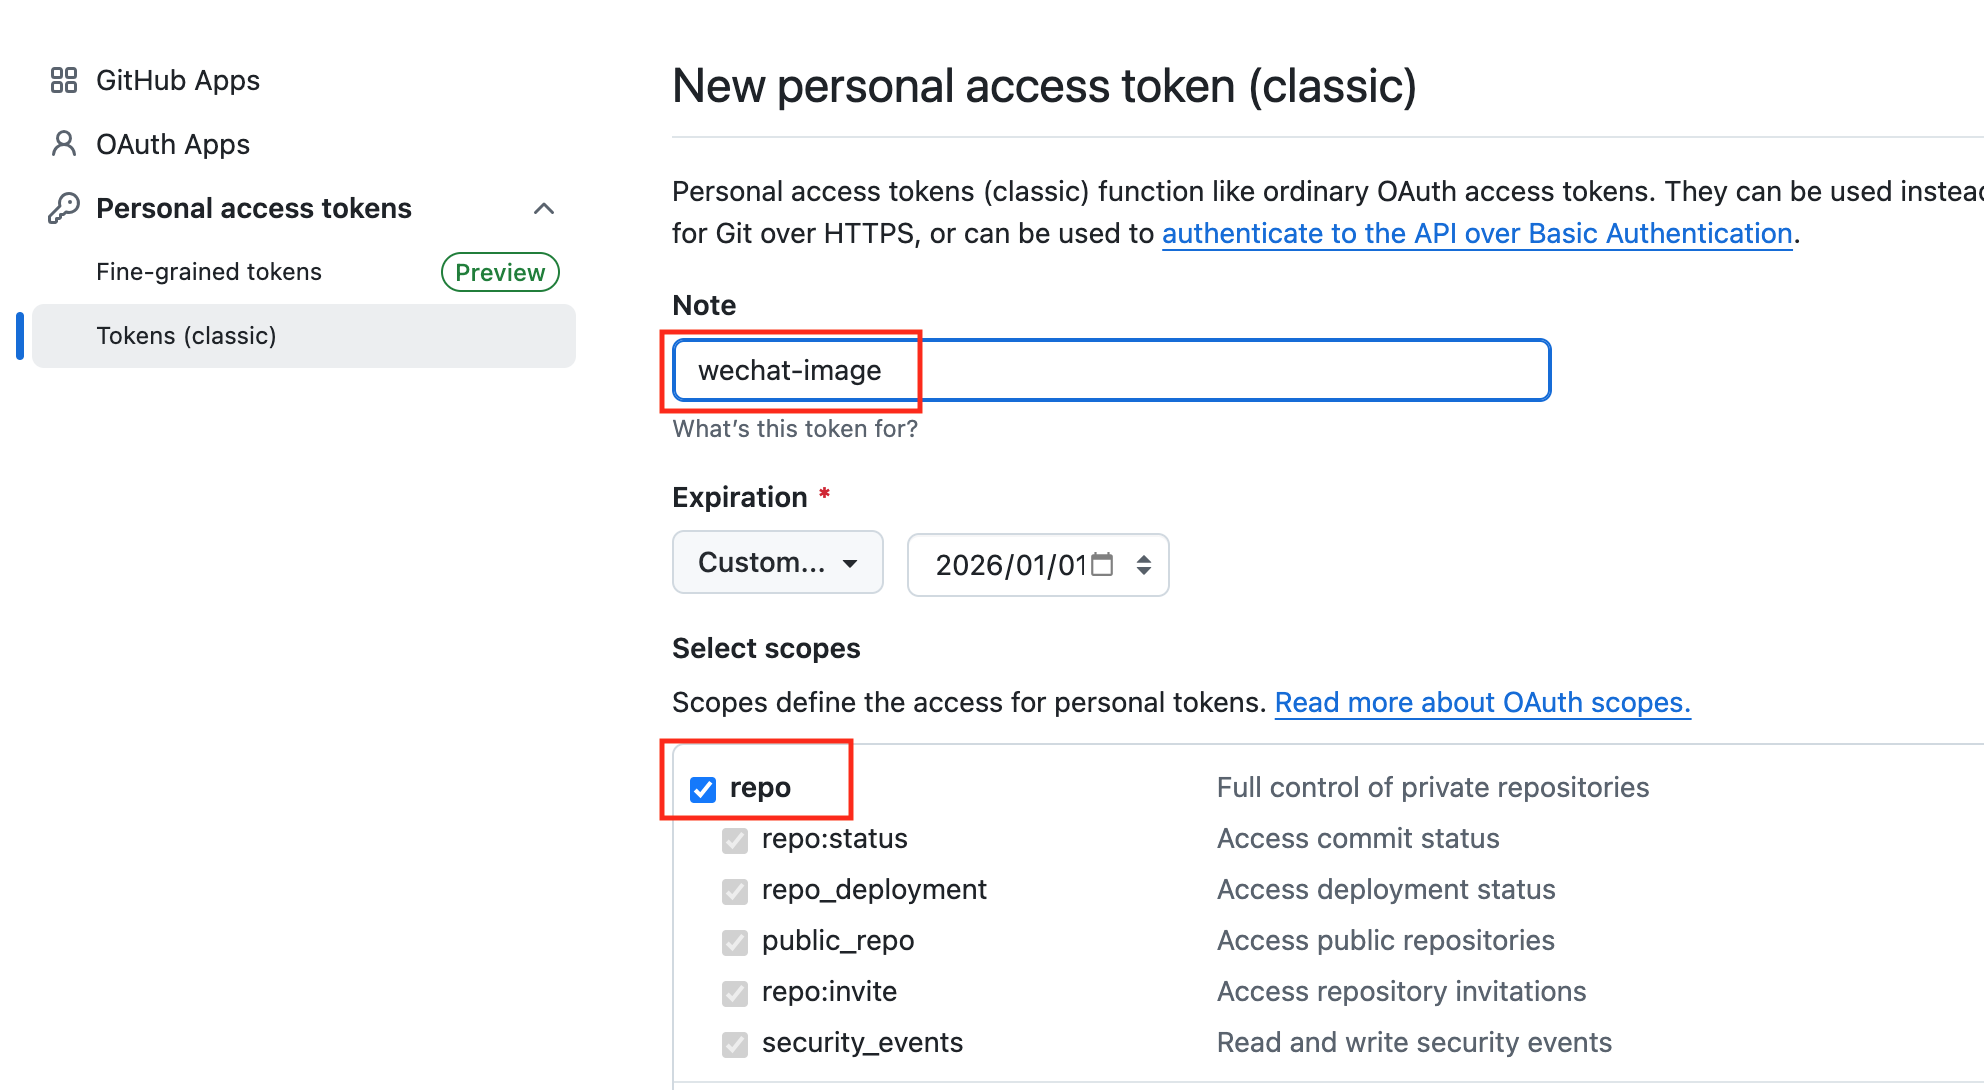 GitHub Apps
OAuth Apps
Personal access tokens
Fine-grained tokens
Preview
Tokens (classic)
New personal access token (classic)
Personal access tokens (classic) function like ordinary OAuth access tokens. They can be used instead
for Git over HTTPS, or can be used to authenticate to the API over Basic Authentication.
Note
wechat-image
What's this token for?
Expiration *
Custom... 2026/01/01
Select scopes
Scopes define the access for personal tokens. Read more about OAuth scopes.
repo Full control of private repositories
repo:status Access commit status
repo_deployment Access deployment status
public_repo Access public repositories
repo:invite Access repository invitations
security_events Read and write security events